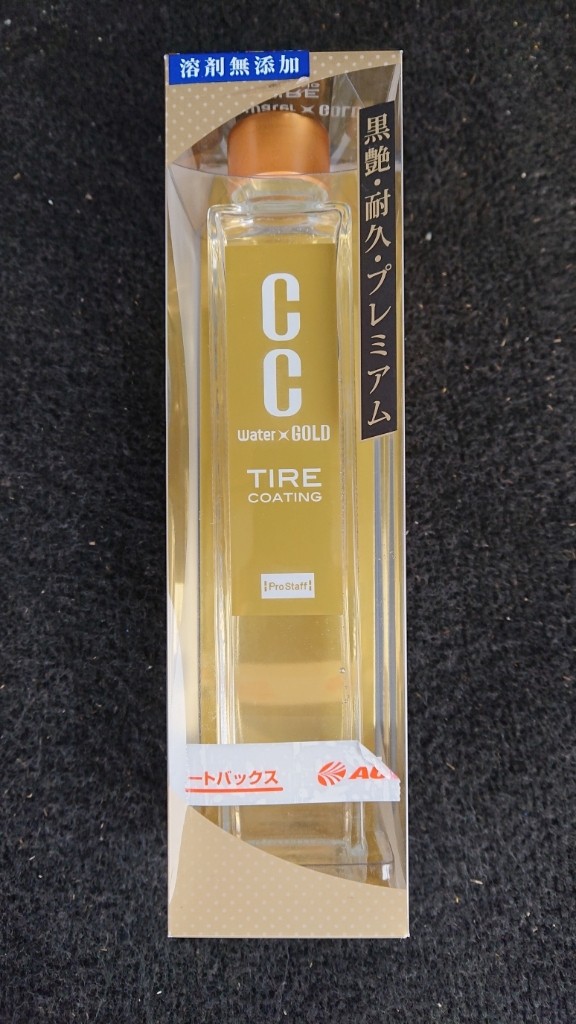 溶剤無添加
黒艶・耐久・プレミアム
CC
Water × GOLD
TIRE
COATING
ProStaff
ートバックス
AU